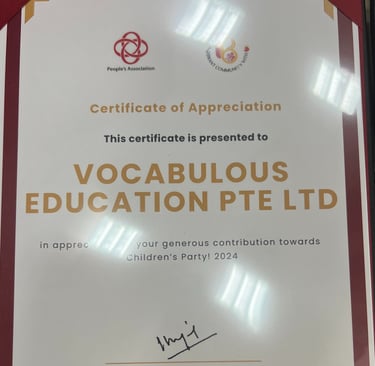 People's Association
Certificate of Appreciation
This certificate is presented to
VOCABULOUS
EDUCATION PTE LTD
in apprec your generous contribution towards
Children's Party! 2024